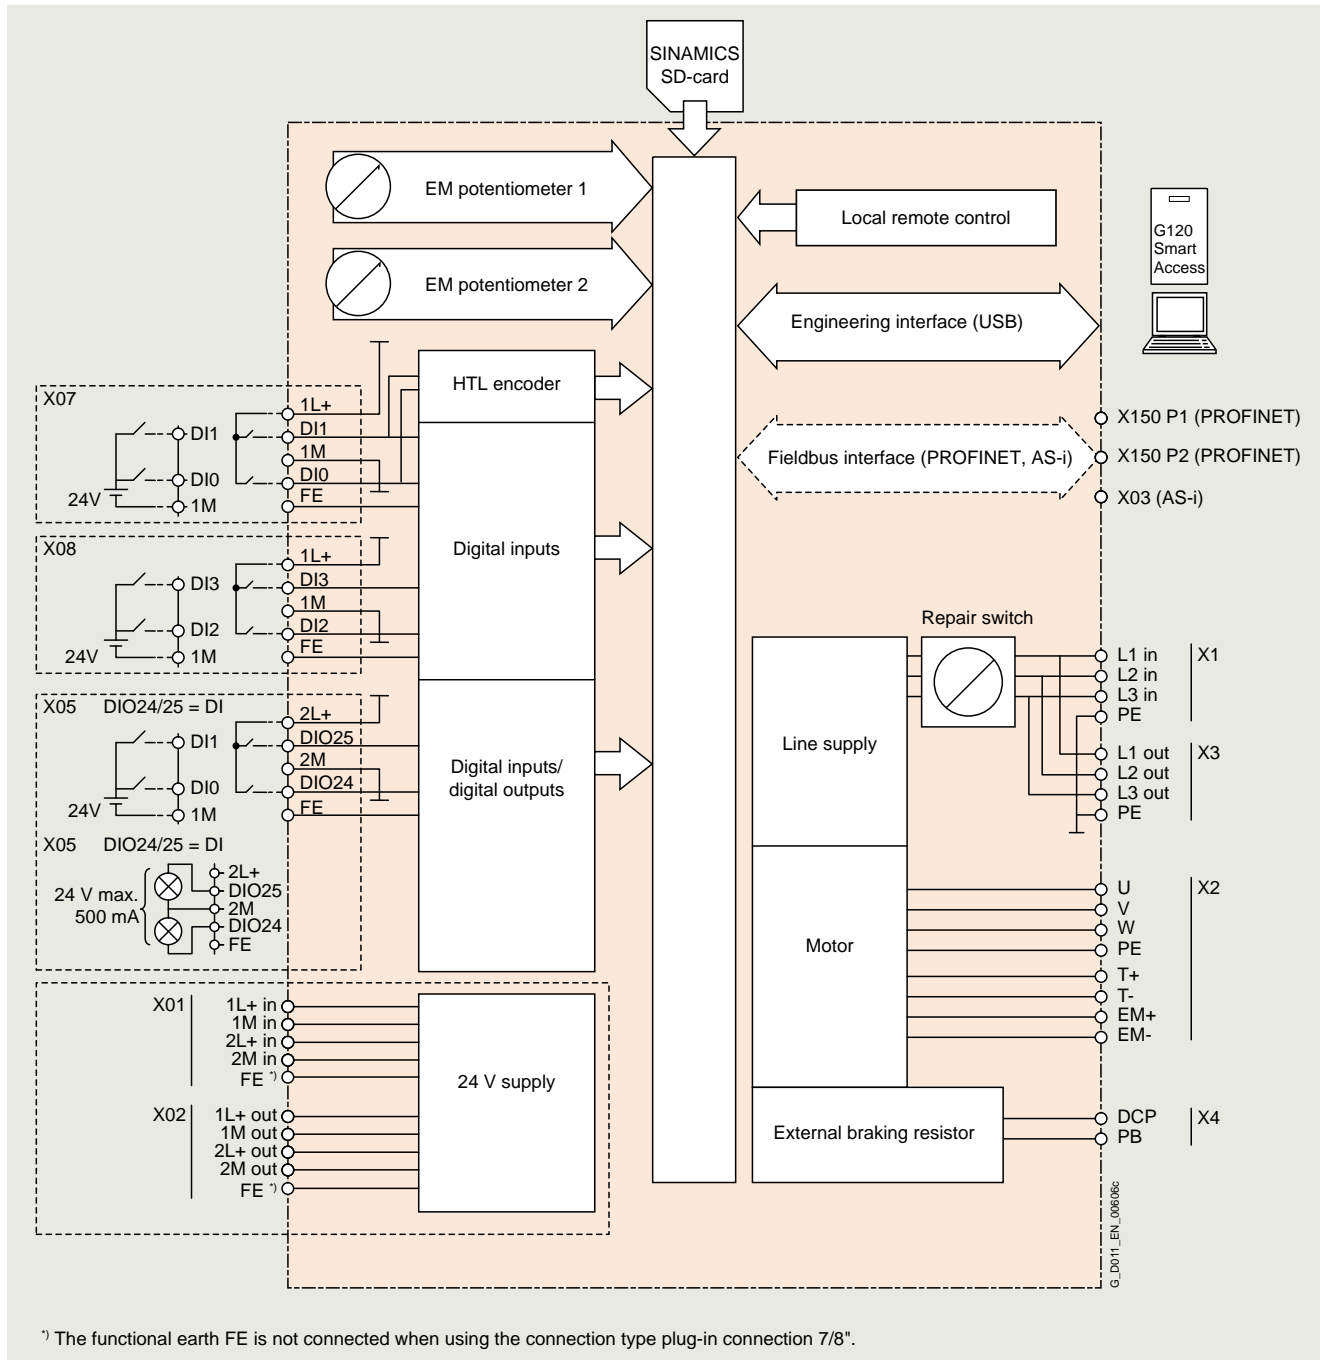 SINAMICS
SD-card
EM potentiometer 1
EM potentiometer 2
Local remote control
G120
Smart
Access
Engineering interface (USB)
HTL encoder
Fieldbus interface (PROFINET, AS-i)
X150 P1 (PROFINET)
X150 P2 (PROFINET)
X03 (AS-i)
X07
DI1
DI0
24V
1M
1L+
DI1
1M
DI0
FE
Digital inputs
X08
DI3
DI2
24V
1M
1L+
DI3
1M
DI2
FE
X05 DIO24/25 = DI
DI1
DI0
24V
1M
2L+
DIO25
2M
DIO24
FE
Digital inputs/
digital outputs
X05 DIO24/25 = DI
24 V max.
500 mA
2L+
DIO25
2M
DIO24
FE
Repair switch
Line supply
L1 in
L2 in
L3 in
PE
X1
L1 out
L2 out
L3 out
PE
X3
Motor
U
V
W
PE
T+
T-
EM+
EM-
X2
X01
1L+ in
1M in
2L+ in
2M in
FE *)
24 V supply
X02
1L+ out
1M out
2L+ out
2M out
FE *)
External braking resistor
DCP
PB
X4
G_D011_EN_00606c
*) The functional earth FE is not connected when using the connection type plug-in connection 7/8".